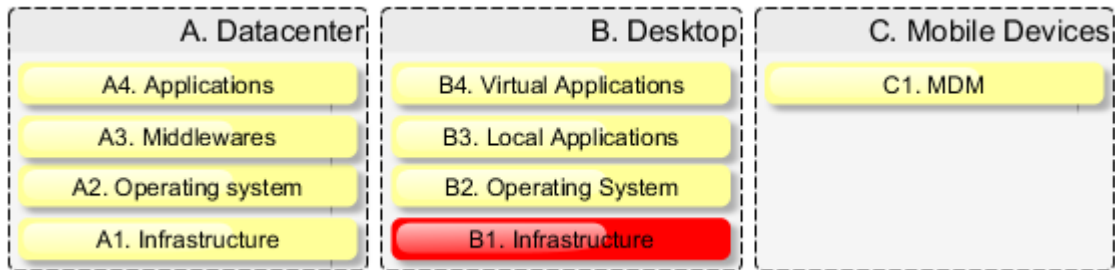 A. Datacenter
A4. Applications
A3. Middlewares
A2. Operating system
A1. Infrastructure
B. Desktop
B4. Virtual Applications
B3. Local Applications
B2. Operating System
B1. Infrastructure
C. Mobile Devices
C1. MDM